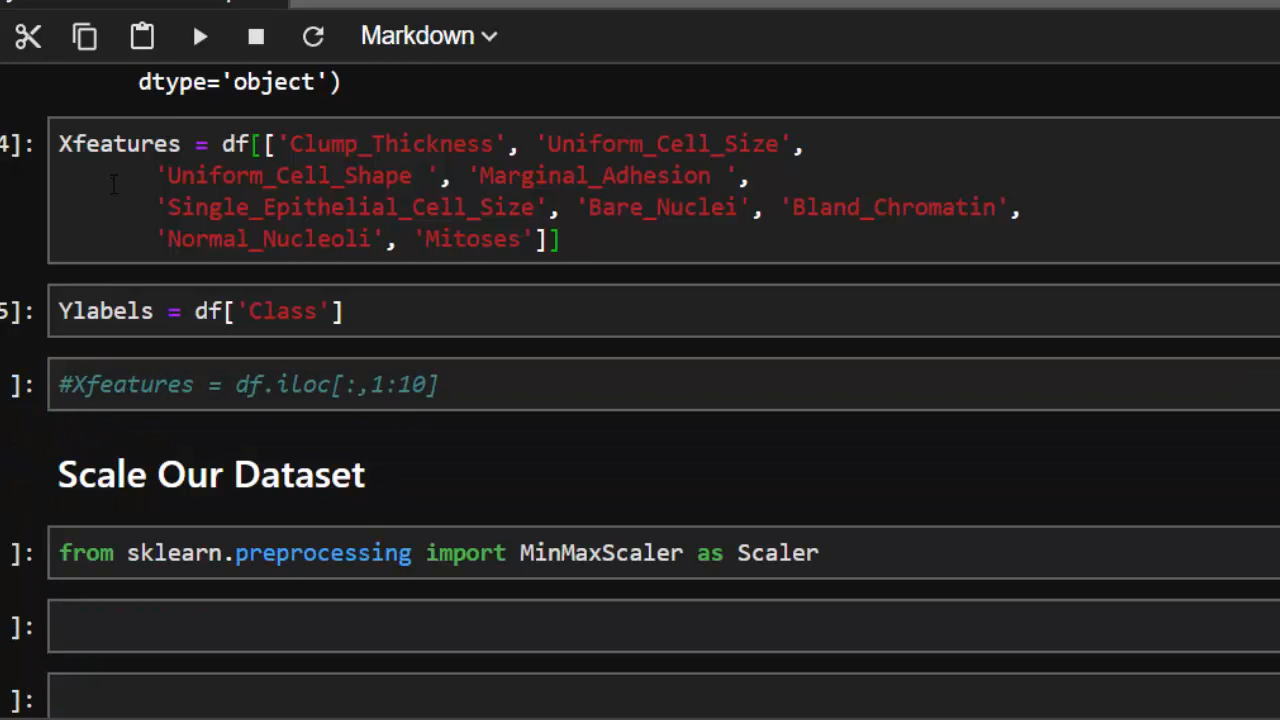 Markdown
dtype='object')
4]: Xfeatures = df[['Clump_Thickness', 'Uniform_Cell_Size',
'Uniform_Cell_Shape ', 'Marginal_Adhesion ',
'Single_Epithelial_Cell_Size', 'Bare_Nuclei', 'Bland_Chromatin',
'Normal_Nucleoli', 'Mitoses']]
5]: Ylabels = df['Class']
]: #Xfeatures = df.iloc[:,1:10]
Scale Our Dataset
]: from sklearn.preprocessing import MinMaxScaler as Scaler
]:
]: